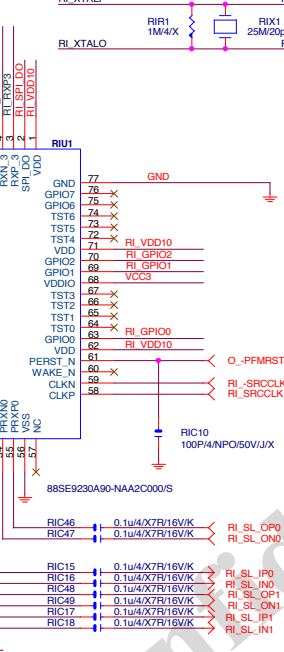 RI_XTALI
RIR1
1M/4/X
RIX1
25M/20p
RI_XTALO
RI_RXP3
RI_SPI_DO
RI_VDD10
4
3
2
1
RIU1
RXN_3
RXP_3
SPI_DO
VDD
GND 77 GND
GPIO7 76
GPIO6 75
TST6 74
TST5 73
TST4 72
VDD 71 RI_VDD10
GPIO2 70 RI_GPIO2
GPIO1 69 RI_GPIO1
VDDIO 68 VCC3
TST3 67
TST2 66
TST1 65
TST0 64
GPIO0 63 RI_GPIO0
VDD 62 RI_VDD10
PERST_N 61 O_-PFMRST
WAKE_N 60
CLKN 59 RI_-SRCCLK
CLKP 58 RI_SRCCLK
PRXN0
PRXP0
VSS
NC
54
55
56
57
RIC10
100P/4/NPO/50V/J/X
88SE9230A90-NAA2C000/S
RIC46 0.1u/4/X7R/16V/K RI_SL_OP0
RIC47 0.1u/4/X7R/16V/K RI_SL_ON0
RIC15 0.1u/4/X7R/16V/K RI_SL_IP0
RIC16 0.1u/4/X7R/16V/K RI_SL_IN0
RIC48 0.1u/4/X7R/16V/K RI_SL_OP1
RIC49 0.1u/4/X7R/16V/K RI_SL_ON1
RIC17 0.1u/4/X7R/16V/K RI_SL_IP1
RIC18 0.1u/4/X7R/16V/K RI_SL_IN1